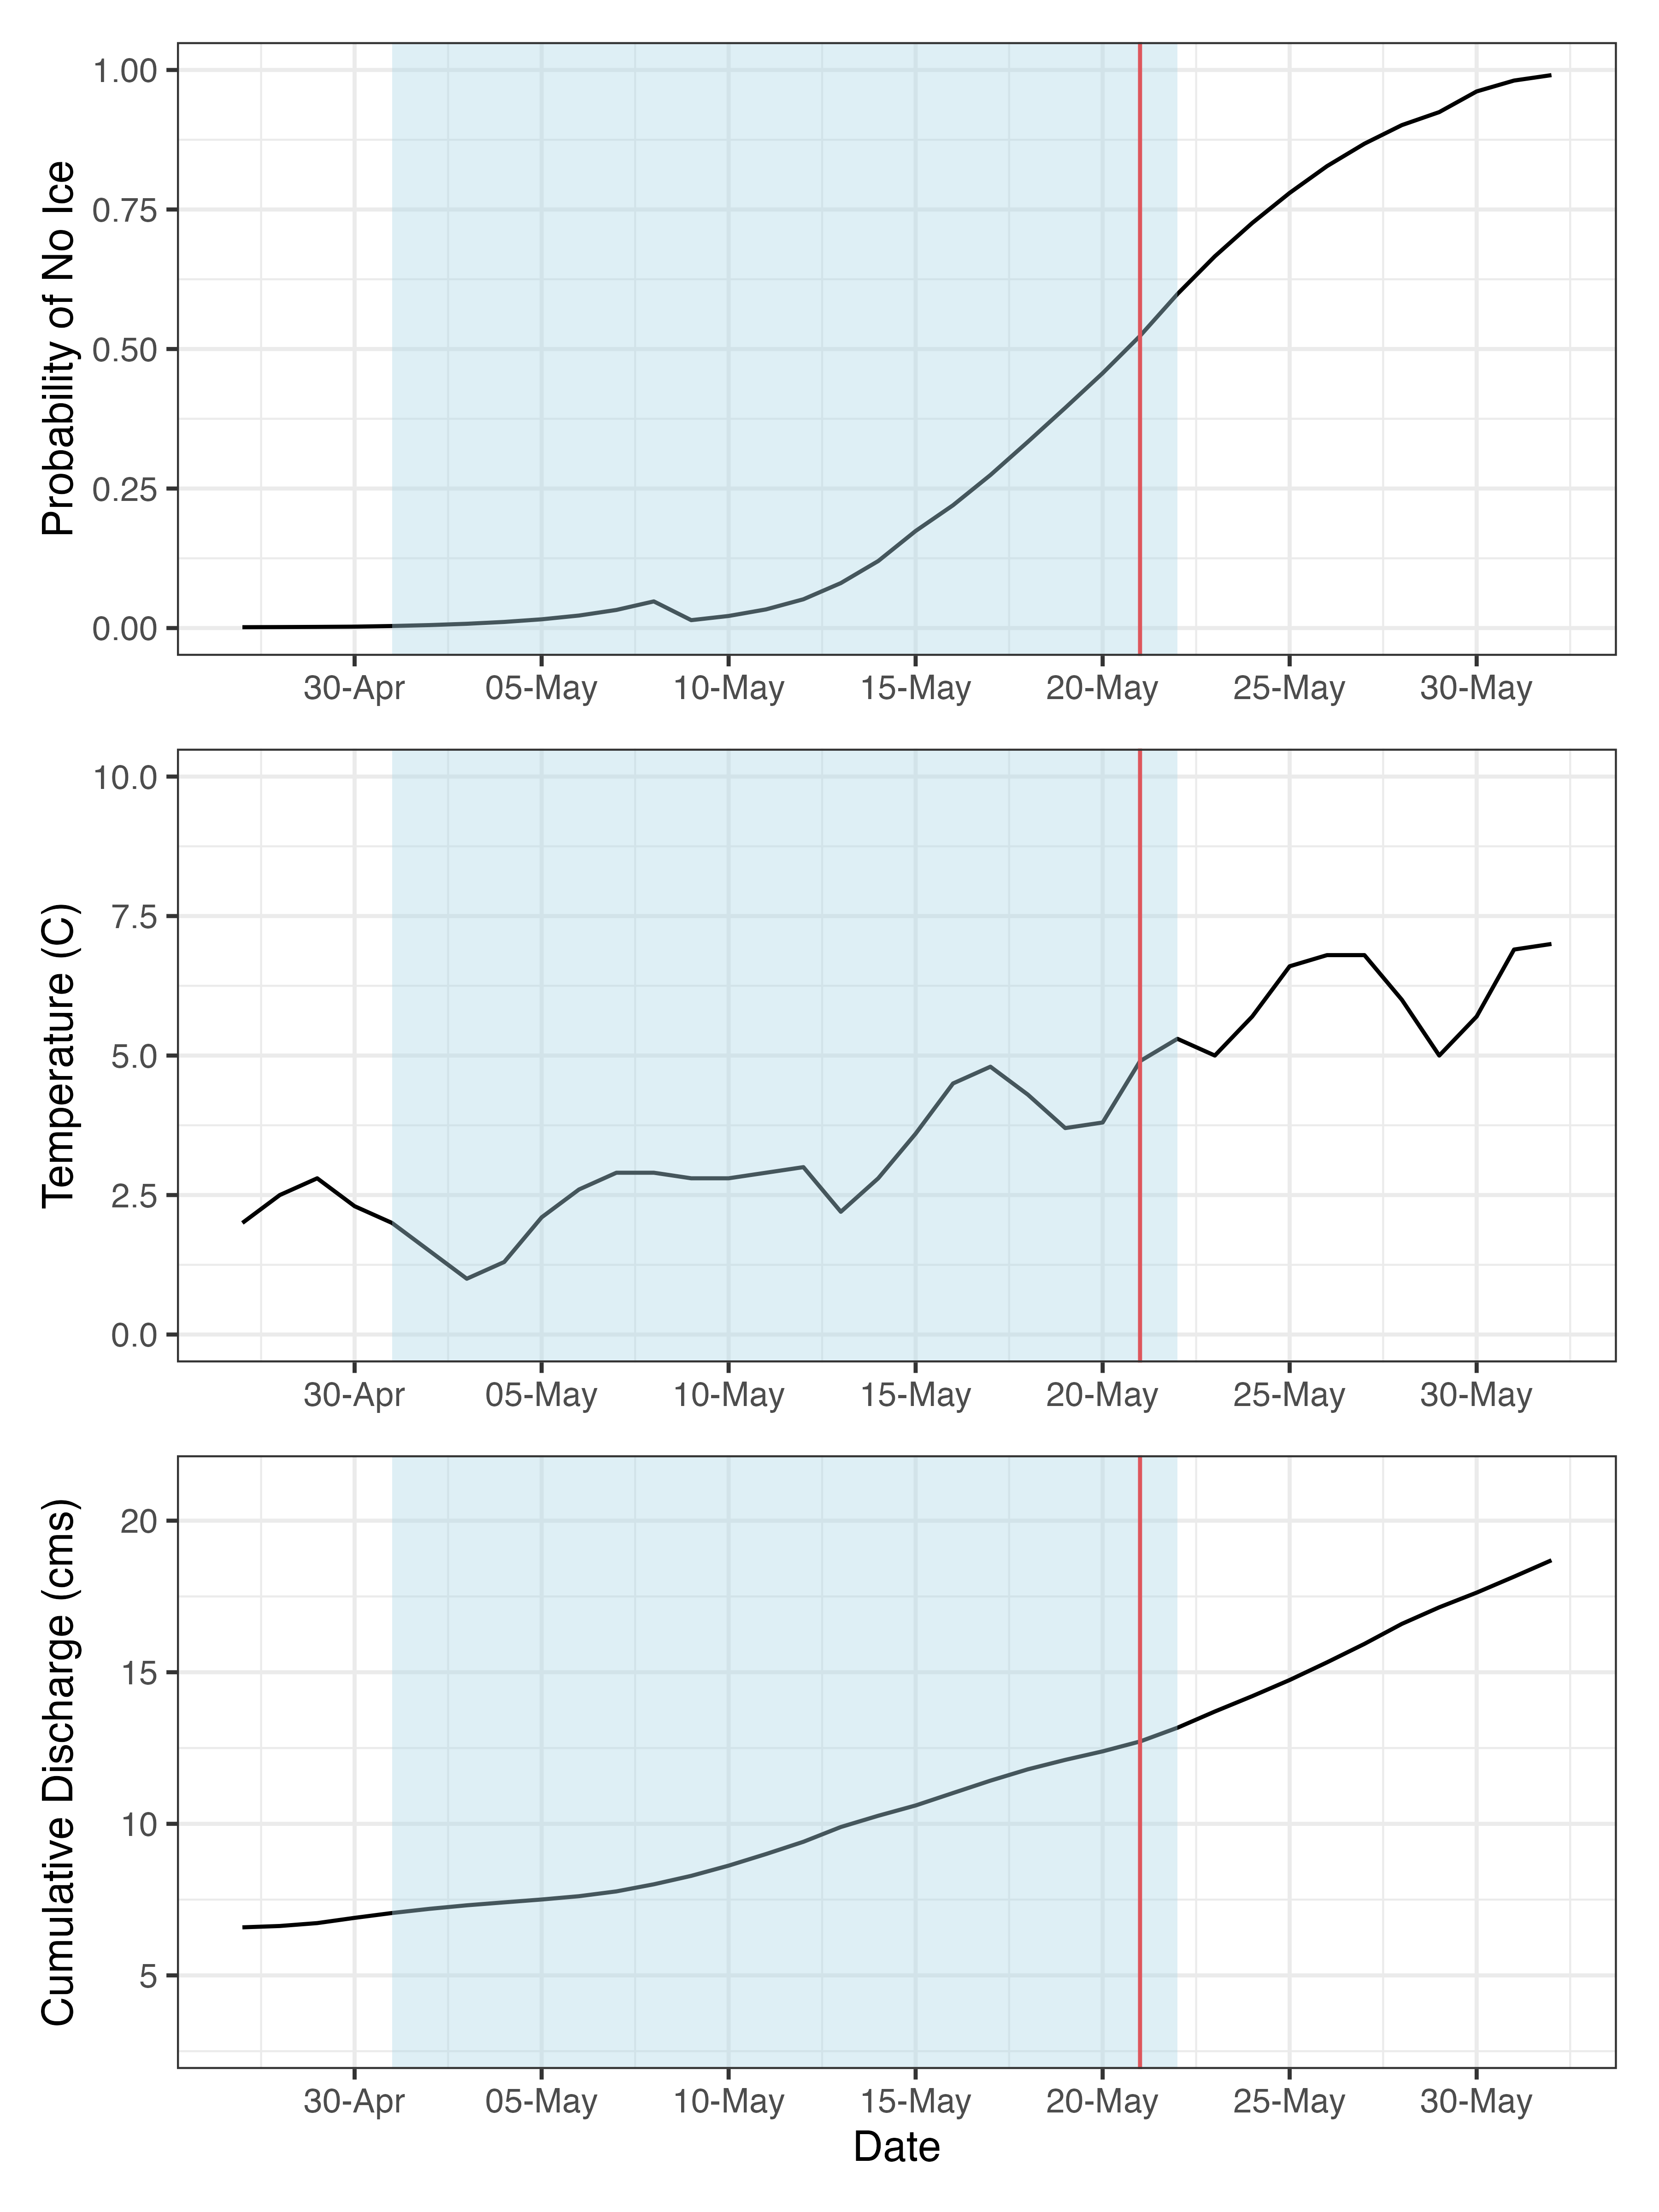 Probability of No Ice
1.00
0.75
0.50
0.25
0.00
30-Apr 05-May 10-May 15-May 20-May 25-May 30-May
Temperature (C)
10.0
7.5
5.0
2.5
0.0
30-Apr 05-May 10-May 15-May 20-May 25-May 30-May
Cumulative Discharge (cms)
20
15
10
5
30-Apr 05-May 10-May 15-May 20-May 25-May 30-May
Date